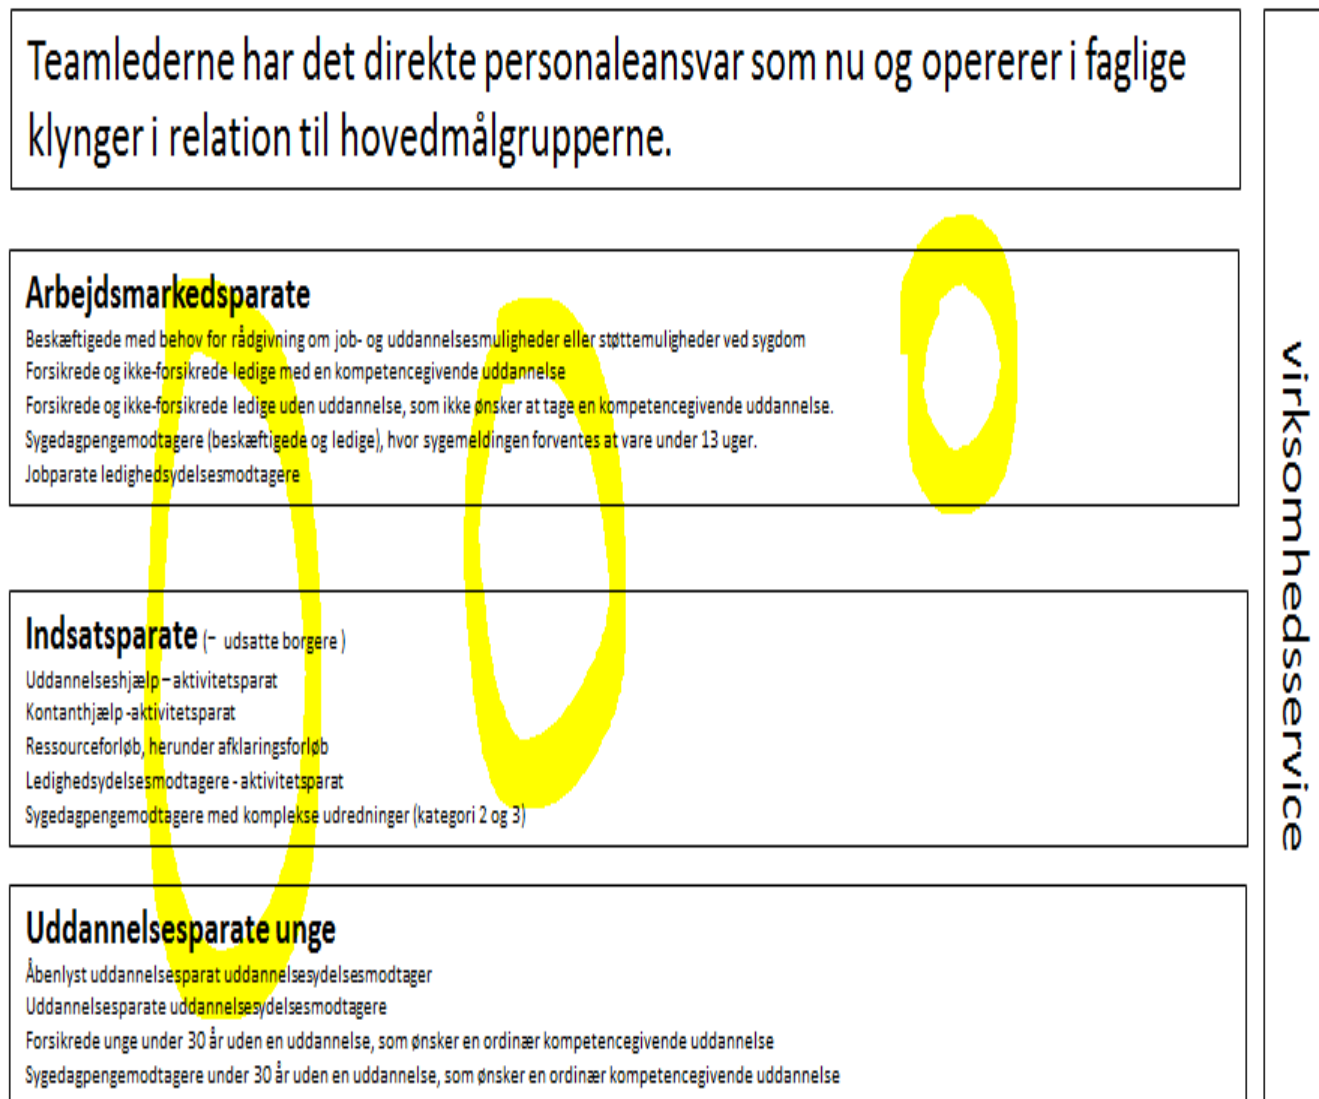 Teamlederne har det direkte personaleansvar som nu og opererer i faglige
klynger i relation til hovedmålgrupperne.
Arbejdsmarkedsparate
Beskæftigede med behov for rådgivning om job- og uddannelsesmuligheder eller støttemuligheder ved sygdom
Forsikrede og ikke-forsikrede ledige med en kompetencegivende uddannelse
Forsikrede og ikke-forsikrede ledige uden uddannelse, som ikke ønsker at tage en kompetencegivende uddannelse.
Sygedagpengemodtagere (beskæftigede og ledige), hvor sygemeldingen forventes at vare under 13 uger.
Jobparate ledighedsydelsesmodtagere
Indsatsparate (– udsatte borgere )
Uddannelseshjælp – aktivitetsparat
Kontanthjælp -aktivitetsparat
Ressourceforløb, herunder afklaringsforløb
Ledighedsydelsesmodtagere - aktivitetsparat
Sygedagpengemodtagere med komplekse udredninger (kategori 2 og 3)
Uddannelsesparate unge
Åbenlyst uddannelsesparat uddannelsesydelsesmodtager
Uddannelsesparate uddannelsesydelsesmodtagere
Forsikrede unge under 30 år uden en uddannelse, som ønsker en ordinær kompetencegivende uddannelse
Sygedagpengemodtagere under 30 år uden en uddannelse, som ønsker en ordinær kompetencegivende uddannelse
Virksomhedsservice